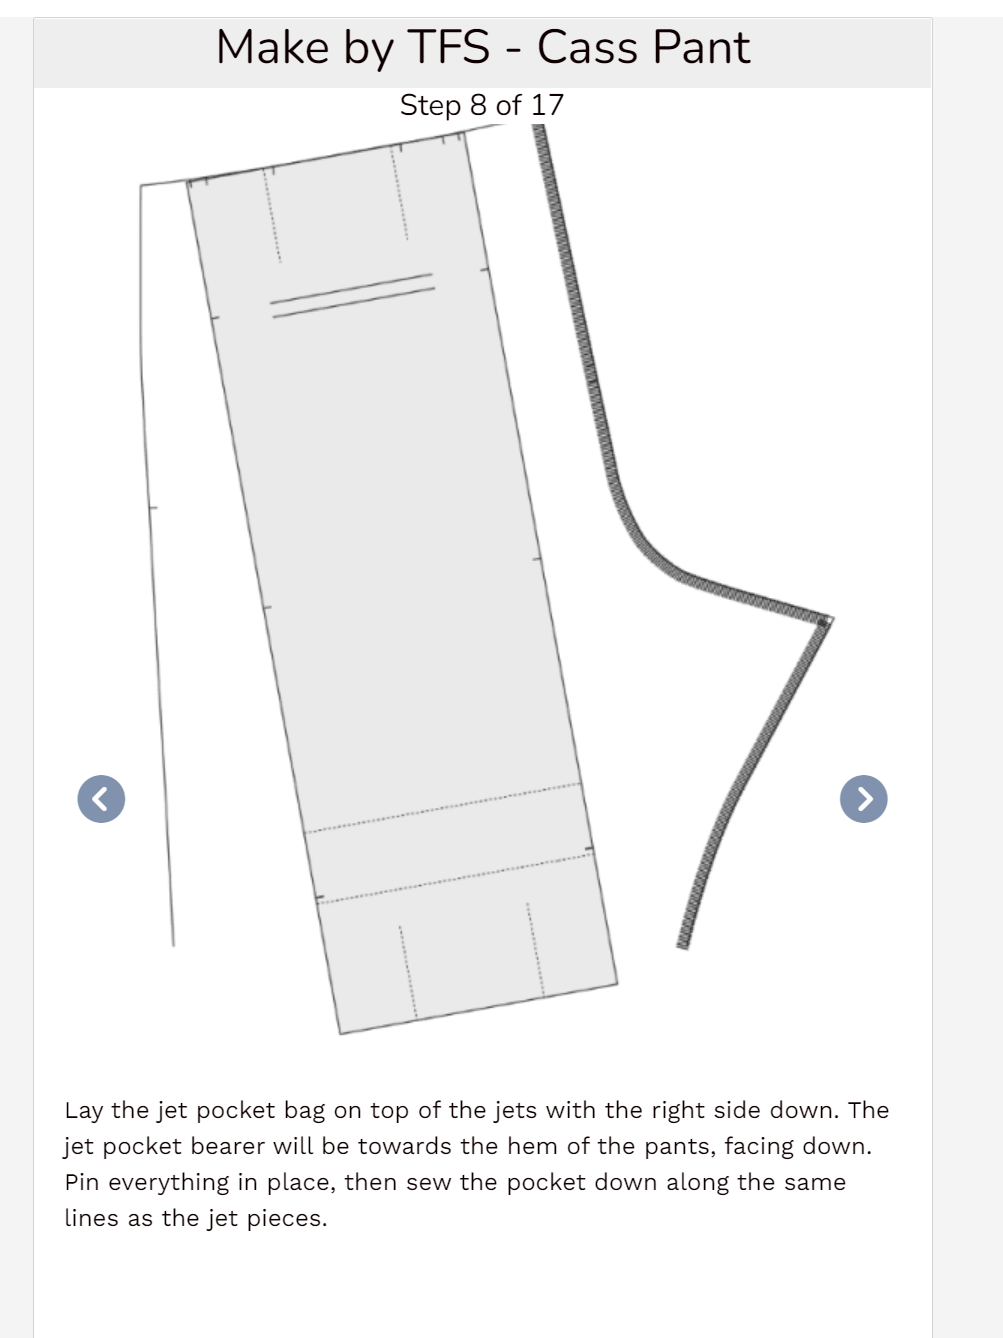 Make by TFS - Cass Pant
Step 8 of 17
Lay the jet pocket bag on top of the jets with the right side down. The
jet pocket bearer will be towards the hem of the pants, facing down.
Pin everything in place, then sew the pocket down along the same
lines as the jet pieces.